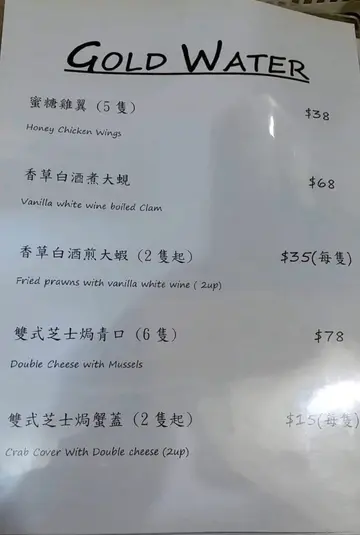 GOLD WATER
蜜糖雞翼 (5 隻) $38
Honey Chicken Wings
香草白酒煮大蜆 $68
Vanilla white wine boiled Clam
香草白酒煎大蝦 (2 隻起) $35(每隻)
Fried prawns with vanilla white wine ( 2up)
雙式芝士焗青口 (6 隻) $78
Double Cheese with Mussels
雙式芝士焗蟹蓋 (2 隻起) $15(每隻)
Crab Cover With Double cheese (2up)